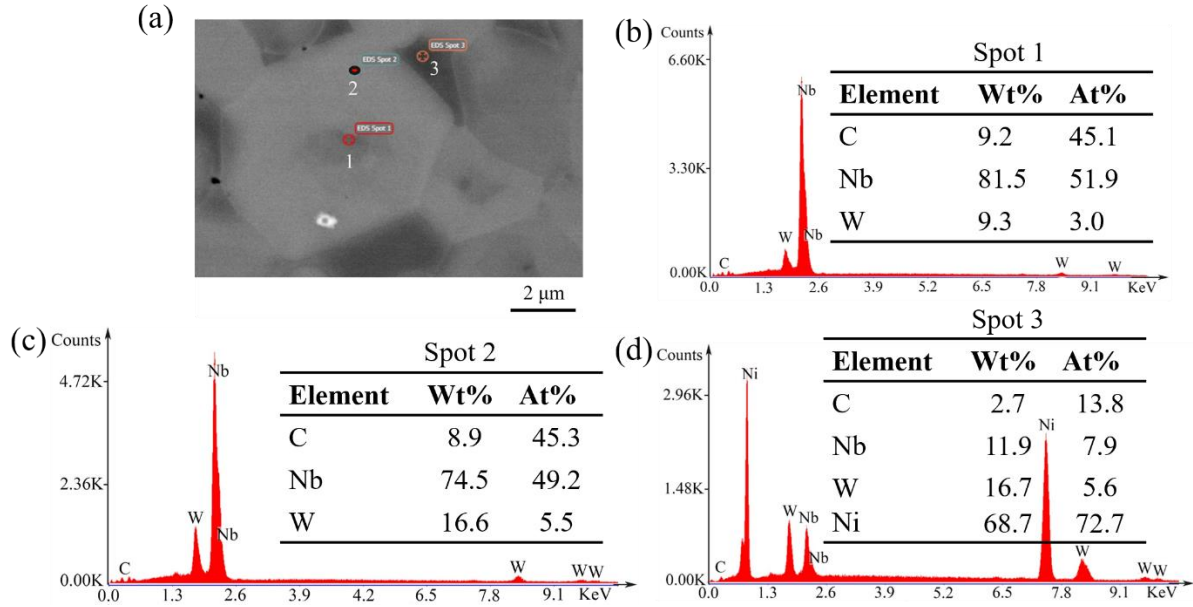 (a)
EDS Spot 2
EDS Spot 3
2
3
EDS Spot 1
1
2 μm
(b)
Counts
6.60K
3.30K
0.00K
Nb
W
Nb
C
W
W
0.0 1.3 2.6 3.9 5.2 6.5 7.8 9.1 KeV
Spot 1
Element Wt% At%
C 9.2 45.1
Nb 81.5 51.9
W 9.3 3.0
(c)
Counts
4.72K
2.36K
0.00K
Nb
W
Nb
C
W
W W
0.0 1.3 2.6 3.9 5.2 6.5 7.8 9.1 KeV
Spot 2
Element Wt% At%
C 8.9 45.3
Nb 74.5 49.2
W 16.6 5.5
(d)
Counts
2.96K
1.48K
0.00K
Ni
W
Nb
Nb
C
Ni
W
W W
0.0 1.3 2.6 3.9 5.2 6.5 7.8 9.1 KeV
Spot 3
Element Wt% At%
C 2.7 13.8
Nb 11.9 7.9
W 16.7 5.6
Ni 68.7 72.7